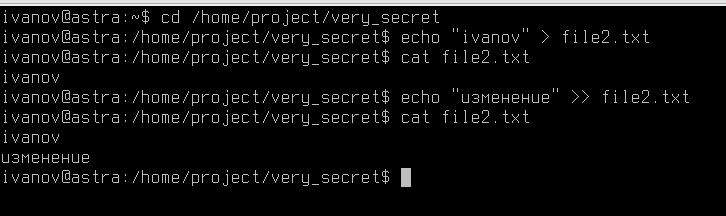 ivanov@astra:~$ cd /home/project/very_secret
ivanov@astra:/home/project/very_secret$ echo "ivanov" > file2.txt
ivanov@astra:/home/project/very_secret$ cat file2.txt
ivanov
ivanov@astra:/home/project/very_secret$ echo "изменение" >> file2.txt
ivanov@astra:/home/project/very_secret$ cat file2.txt
ivanov
изменение
ivanov@astra:/home/project/very_secret$